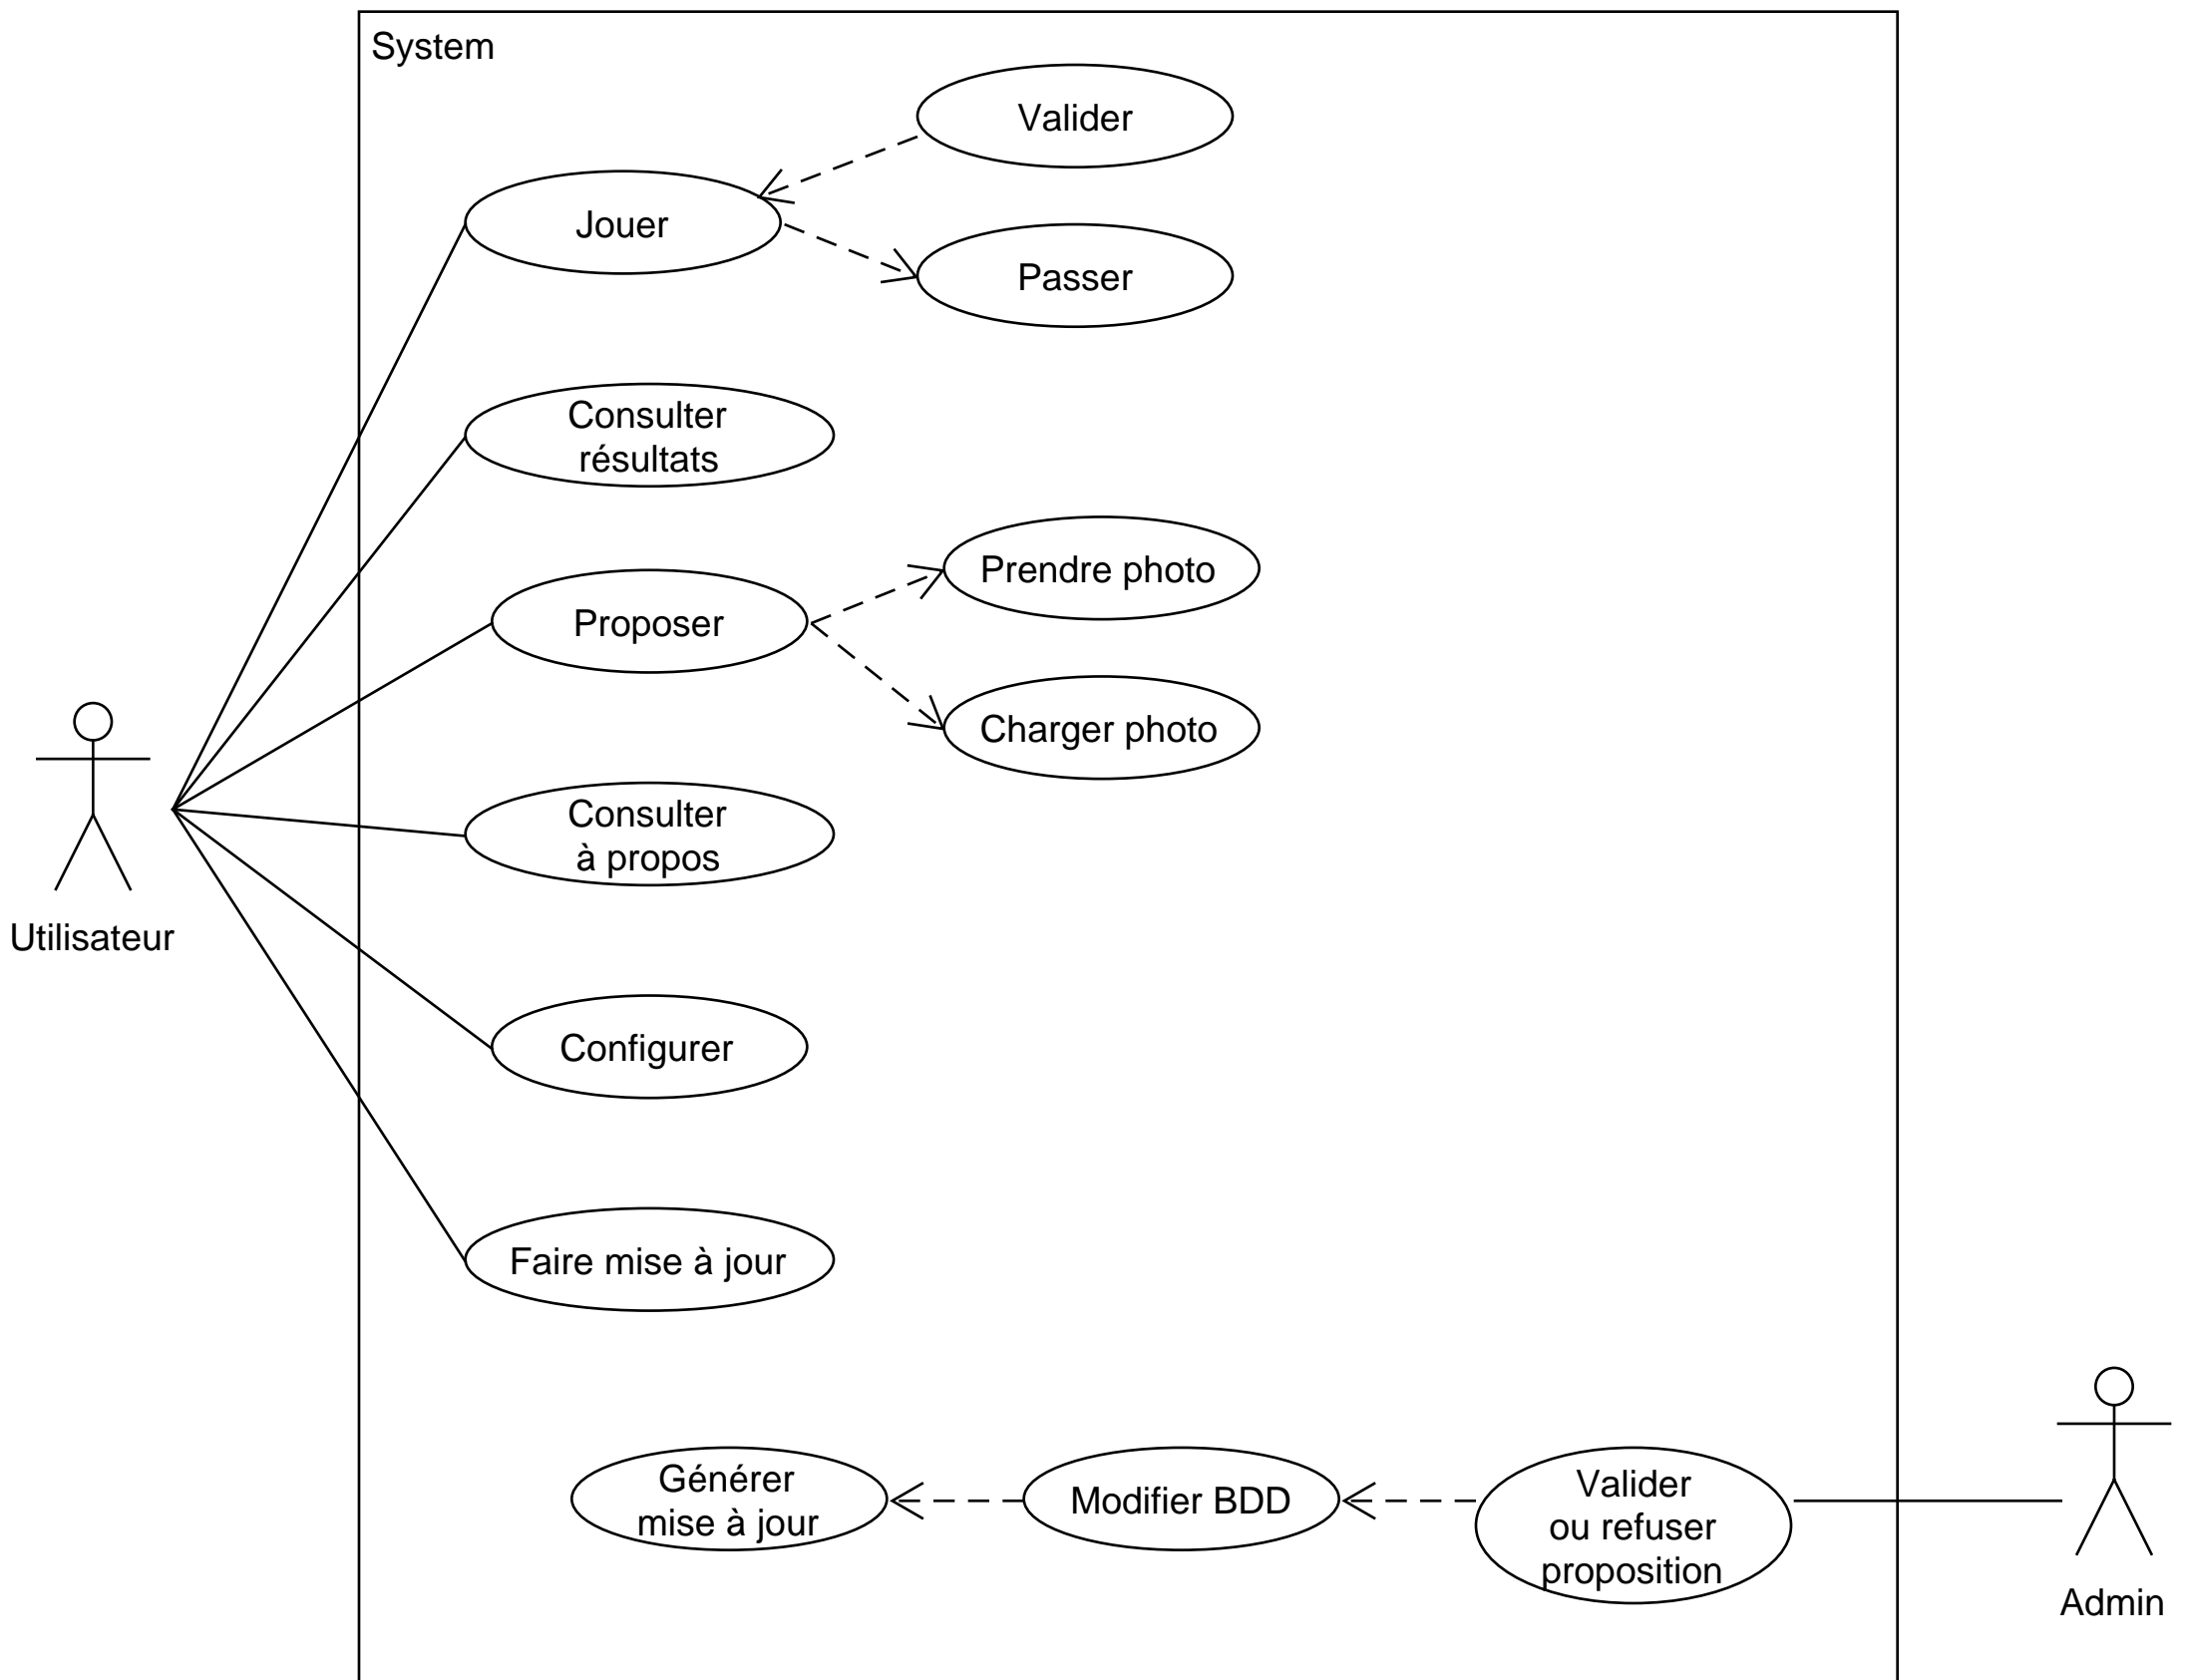 System
Valider
Jouer
Passer
Consulter
résultats
Prendre photo
Proposer
Charger photo
Consulter
à propos
Utilisateur
Configurer
Faire mise à jour
Générer
mise à jour
Modifier BDD
Valider
ou refuser
proposition
Admin